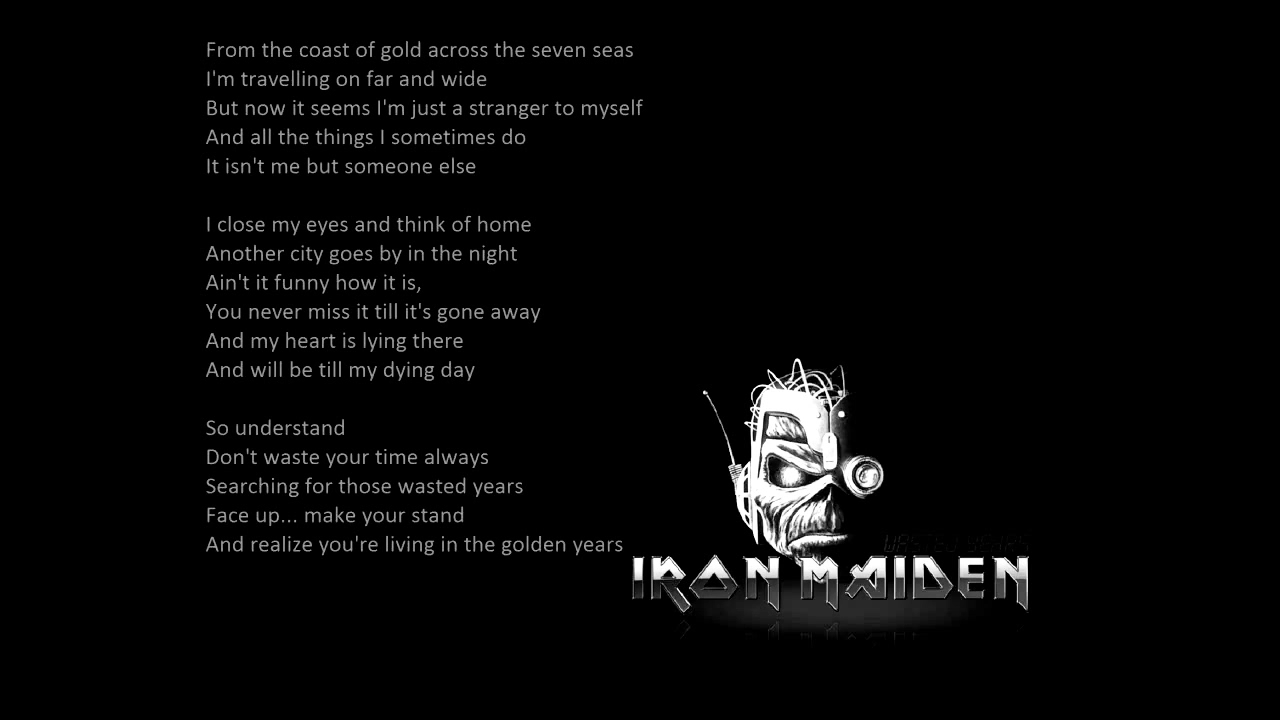 From the coast of gold across the seven seas
I'm travelling on far and wide
But now it seems I'm just a stranger to myself
And all the things I sometimes do
It isn't me but someone else

I close my eyes and think of home
Another city goes by in the night
Ain't it funny how it is,
You never miss it till it's gone away
And my heart is lying there
And will be till my dying day

So understand
Don't waste your time always
Searching for those wasted years
Face up... make your stand
And realize you're living in the golden years
WASTED YEARS
IRON MAIDEN